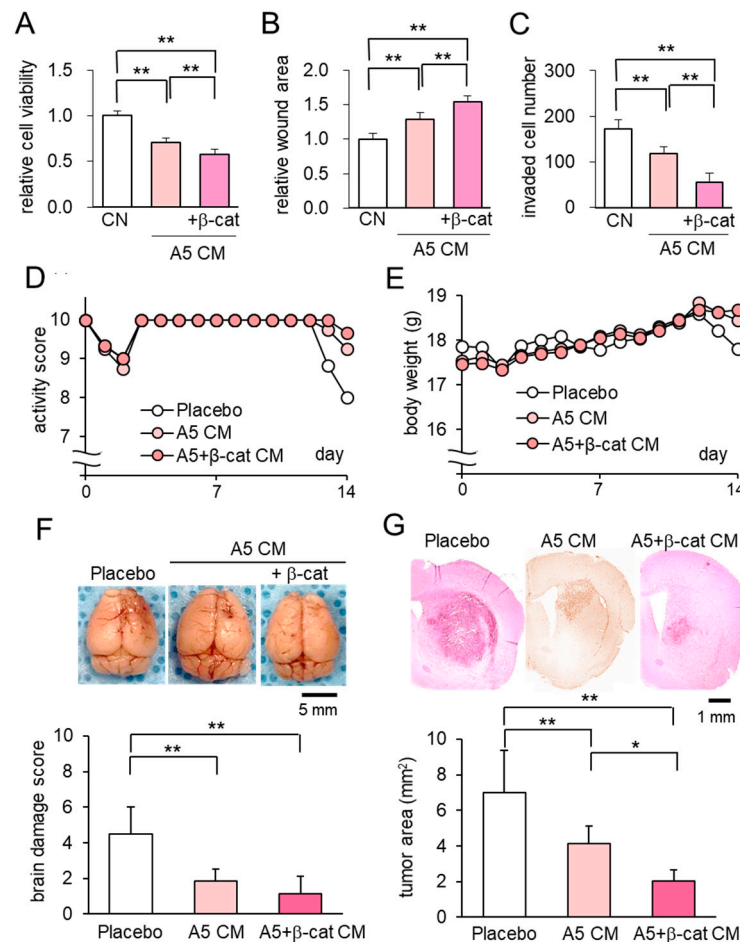 A
relative cell viability
1.5
1.0
0.5
0.0
**
**
**
CN
+β-cat
A5 CM
B
relative wound area
2.0
1.5
1.0
0.5
0.0
**
**
**
CN
+β-cat
A5 CM
C
invaded cell number
300
200
100
0
**
**
**
CN
+β-cat
A5 CM
D
activity score
10
9
8
7
Placebo
A5 CM
A5+β-cat CM
day
0
7
14
E
body weight (g)
19
18
17
16
Placebo
A5 CM
A5+β-cat CM
day
0
7
14
F
A5 CM
Placebo
+ β-cat
5 mm
brain damage score
10
8
6
4
2
0
**
**
Placebo
A5 CM
A5+β-cat CM
G
Placebo
A5 CM
A5+β-cat CM
1 mm
tumor area (mm²)
10
8
6
4
2
0
**
**
*
Placebo
A5 CM
A5+β-cat CM